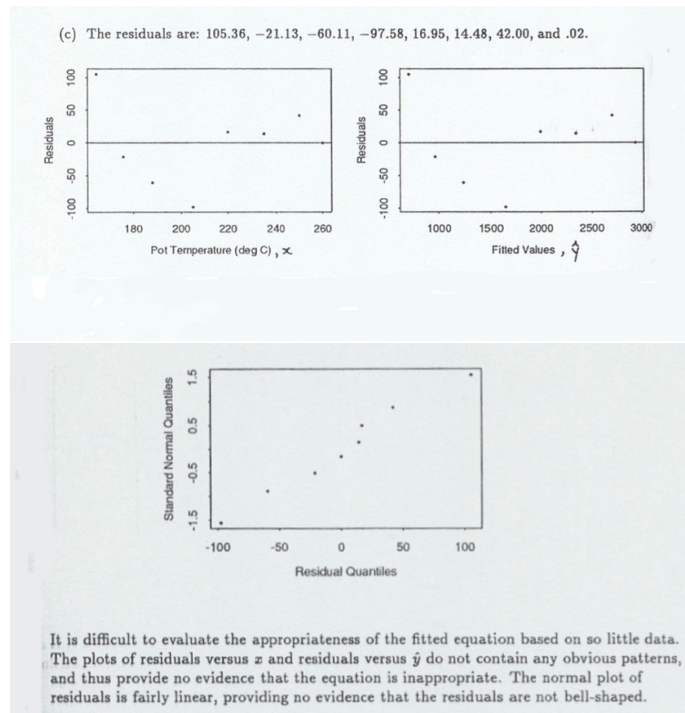 (c) The residuals are: 105.36, −21.13, −60.11, −97.58, 16.95, 14.48, 42.00, and .02.
Residuals
100
50
0
-50
-100
180 200 220 240 260
Pot Temperature (deg C) , x
Residuals
100
50
0
-50
-100
1000 1500 2000 2500 3000
Fitted Values , ŷ
Standard Normal Quantiles
1.5
0.5
-0.5
-1.5
-100 -50 0 50 100
Residual Quantiles
It is difficult to evaluate the appropriateness of the fitted equation based on so little data.
The plots of residuals versus x and residuals versus ŷ do not contain any obvious patterns,
and thus provide no evidence that the equation is inappropriate. The normal plot of
residuals is fairly linear, providing no evidence that the residuals are not bell-shaped.